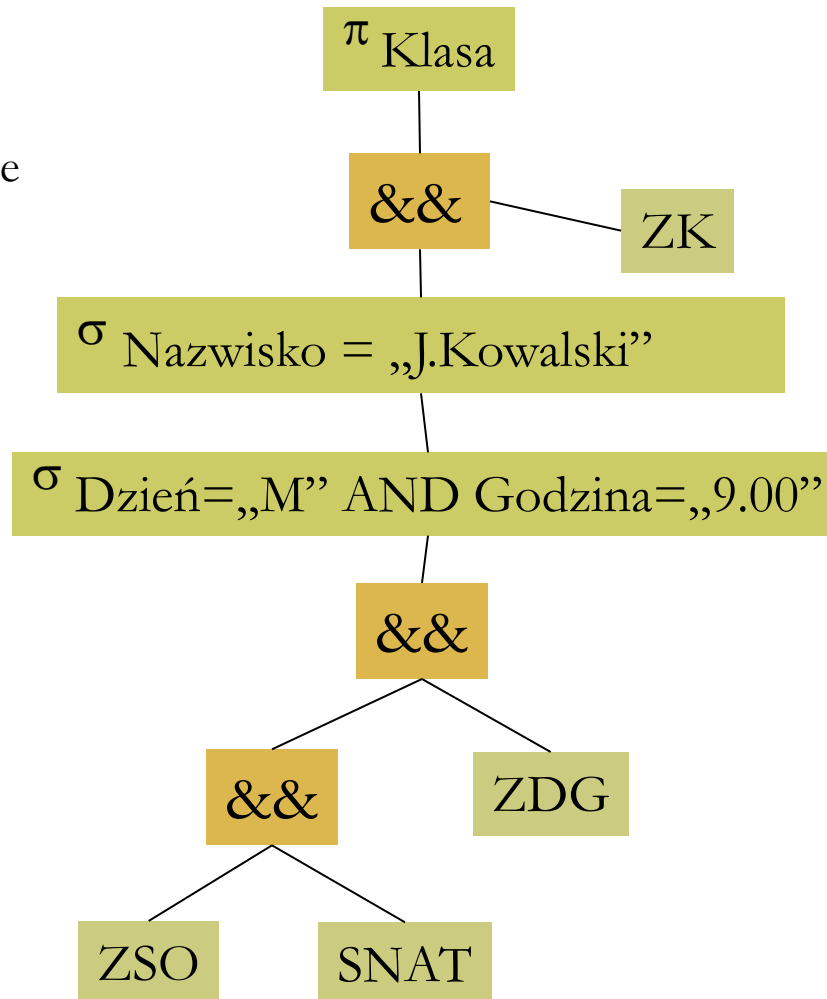 π Klasa
e
&&
ZK
σ Nazwisko = „J.Kowalski”
σ Dzień=„M” AND Godzina=„9.00”
&&
&&
ZDG
ZSO
SNAT